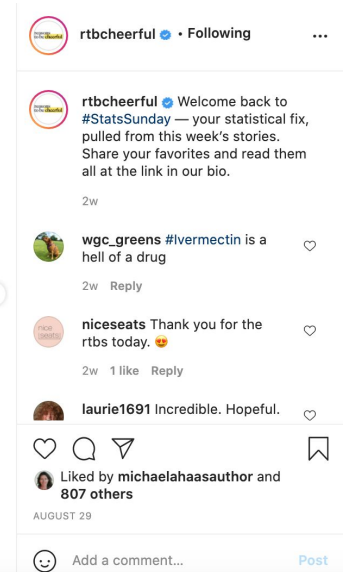 rtbcheerful • Following
rtbcheerful Welcome back to
#StatsSunday — your statistical fix,
pulled from this week's stories.
Share your favorites and read them
all at the link in our bio.
2w
wgc_greens #Ivermectin is a
hell of a drug
2w Reply
niceseats Thank you for the
rtbs today. 😍
2w 1 like Reply
laurie1691 Incredible. Hopeful.
Liked by michaelahaasauthor and
807 others
AUGUST 29
Add a comment... Post